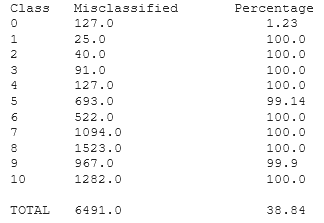 Class Misclassified Percentage
0 127.0 1.23
1 25.0 100.0
2 40.0 100.0
3 91.0 100.0
4 127.0 100.0
5 693.0 99.14
6 522.0 100.0
7 1094.0 100.0
8 1523.0 100.0
9 967.0 99.9
10 1282.0 100.0
TOTAL 6491.0 38.84